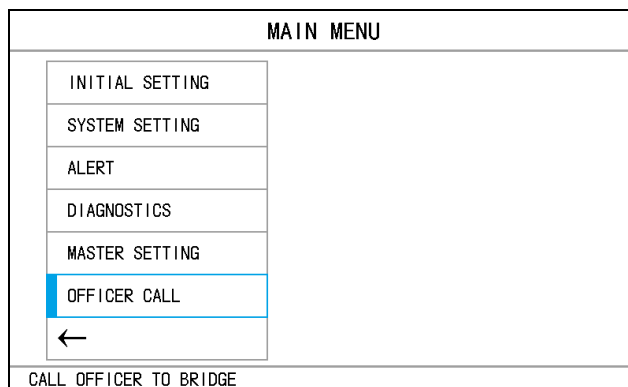 MAIN MENU
INITIAL SETTING
SYSTEM SETTING
ALERT
DIAGNOSTICS
MASTER SETTING
OFFICER CALL
←
CALL OFFICER TO BRIDGE